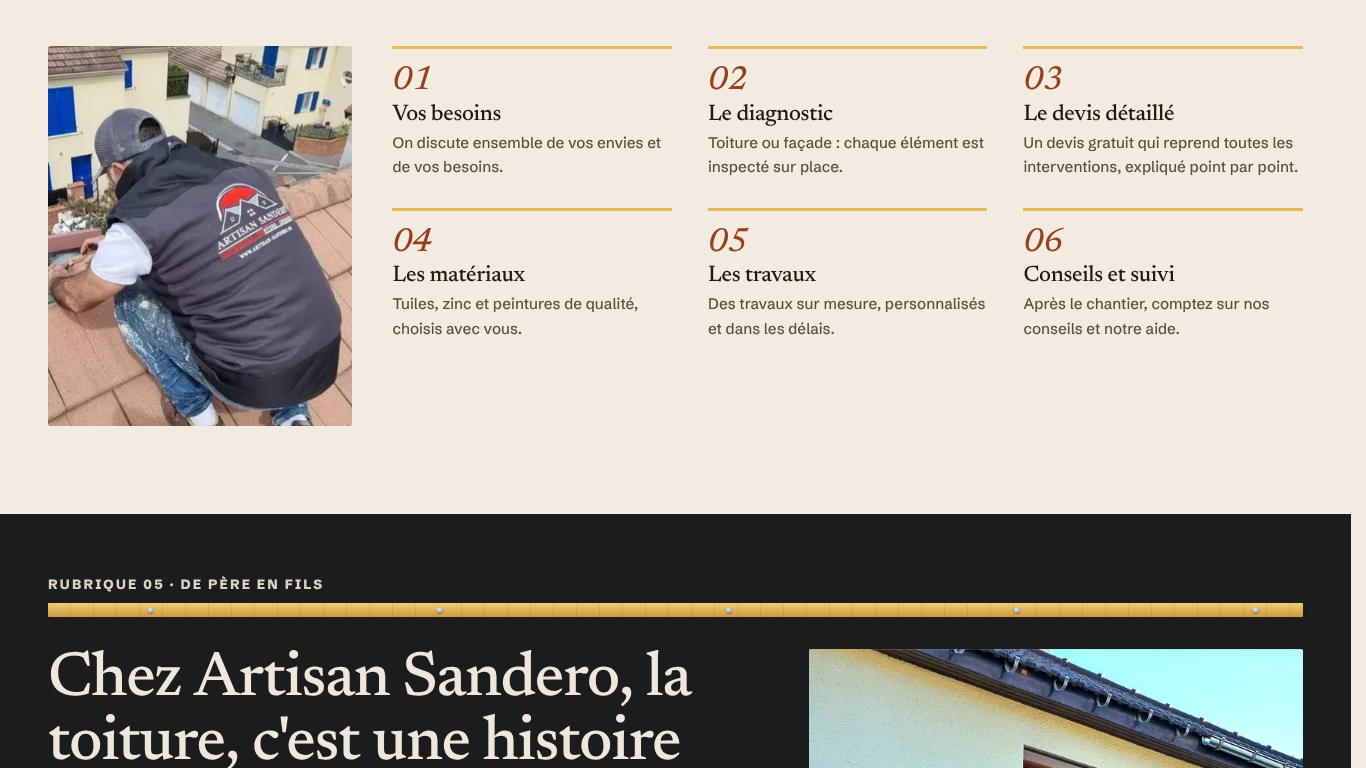 01
Vos besoins
On discute ensemble de vos envies et
de vos besoins.
02
Le diagnostic
Toiture ou façade : chaque élément est
inspecté sur place.
03
Le devis détaillé
Un devis gratuit qui reprend toutes les
interventions, expliqué point par point.
ARTISAN SANDERO
04
Les matériaux
Tuiles, zinc et peintures de qualité,
choisis avec vous.
05
Les travaux
Des travaux sur mesure, personnalisés
et dans les délais.
06
Conseils et suivi
Après le chantier, comptez sur nos
conseils et notre aide.
RUBRIQUE 05 · DE PÈRE EN FILS
Chez Artisan Sandero, la
toiture, c'est une histoire